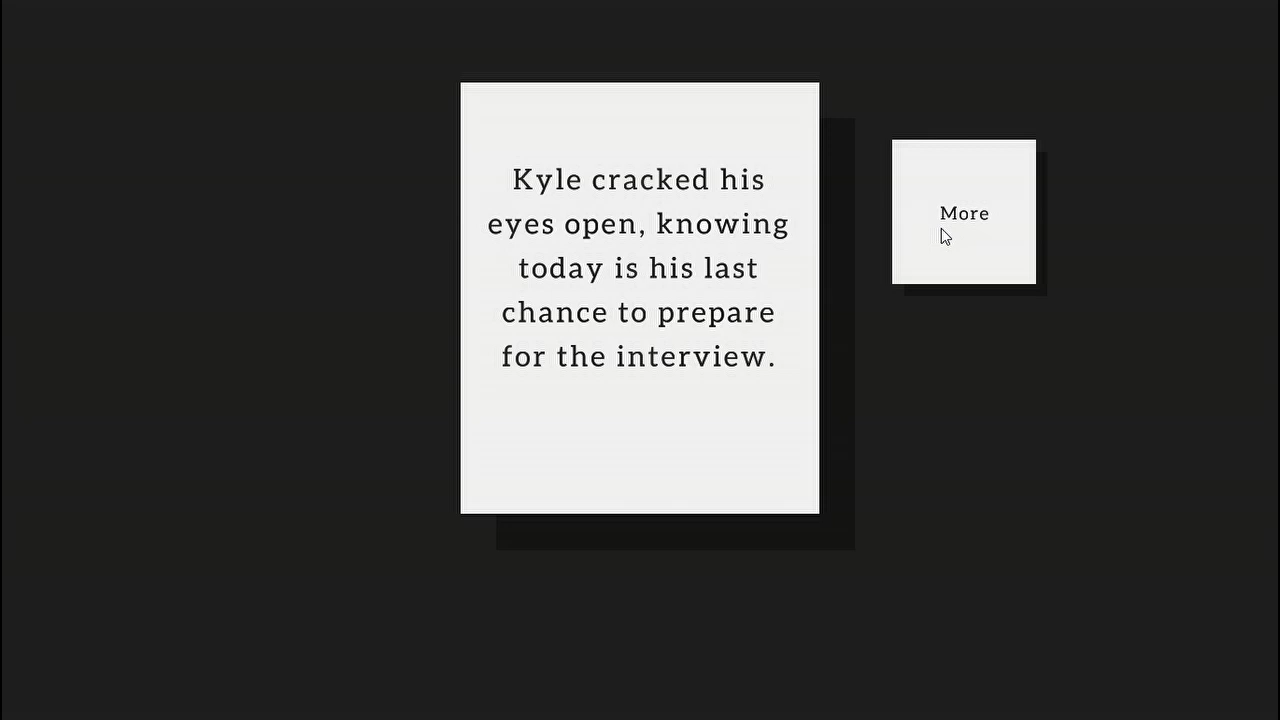 Kyle cracked his
eyes open, knowing
today is his last
chance to prepare
for the interview.
More